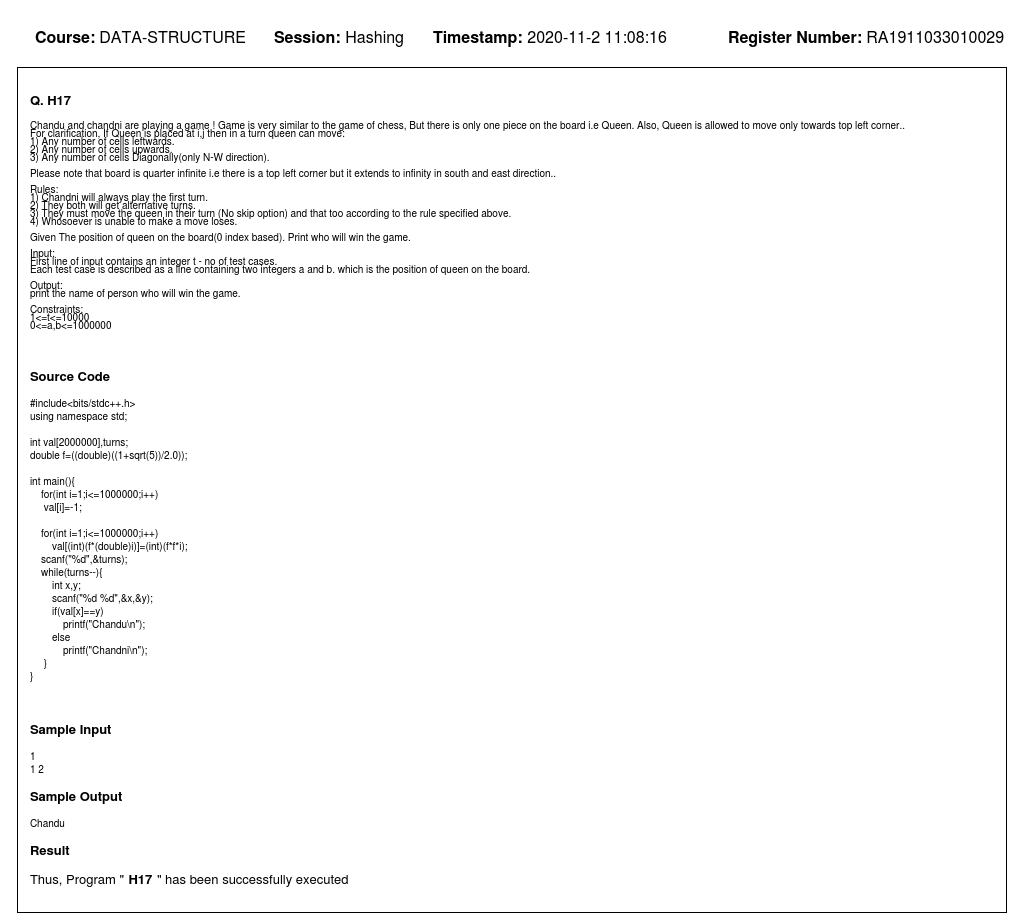 Course: DATA-STRUCTURE Session: Hashing Timestamp: 2020-11-2 11:08:16 Register Number: RA1911033010029
Q. H17
Chandu and chandni are playing a game ! Game is very similar to the game of chess, But there is only one piece on the board i.e Queen. Also, Queen is allowed to move only towards top left corner..
For clarification, If Queen is placed at i,j then in a turn queen can move:
1) Any number of cells leftwards.
2) Any number of cells upwards.
3) Any number of cells Diagonally(only N-W direction).
Please note that board is quarter infinite i.e there is a top left corner but it extends to infinity in south and east direction..
Rules:
1) Chandni will always play the first turn.
2) They both will get alternative turns.
3) They must move the queen in their turn (No skip option) and that too according to the rule specified above.
4) Whosoever is unable to make a move loses.
Given The position of queen on the board(0 index based). Print who will win the game.
Input:
First line of input contains an integer t - no of test cases.
Each test case is described as a line containing two integers a and b. which is the position of queen on the board.
Output:
print the name of person who will win the game.
Constraints:
1<=t<=10000
0<=a,b<=1000000
Source Code
#include<bits/stdc++.h>
using namespace std;
int val[2000000],turns;
double f=((double)((1+sqrt(5))/2.0));
int main(){
for(int i=1;i<=1000000;i++)
val[i]=-1;
for(int i=1;i<=1000000;i++)
val[(int)(f*(double)i)]=(int)(f*f*i);
scanf("%d",&turns);
while(turns--){
int x,y;
scanf("%d %d",&x,&y);
if(val[x]==y)
printf("Chandu\n");
else
printf("Chandni\n");
}
}
Sample Input
1
1 2
Sample Output
Chandu
Result
Thus, Program " H17 " has been successfully executed